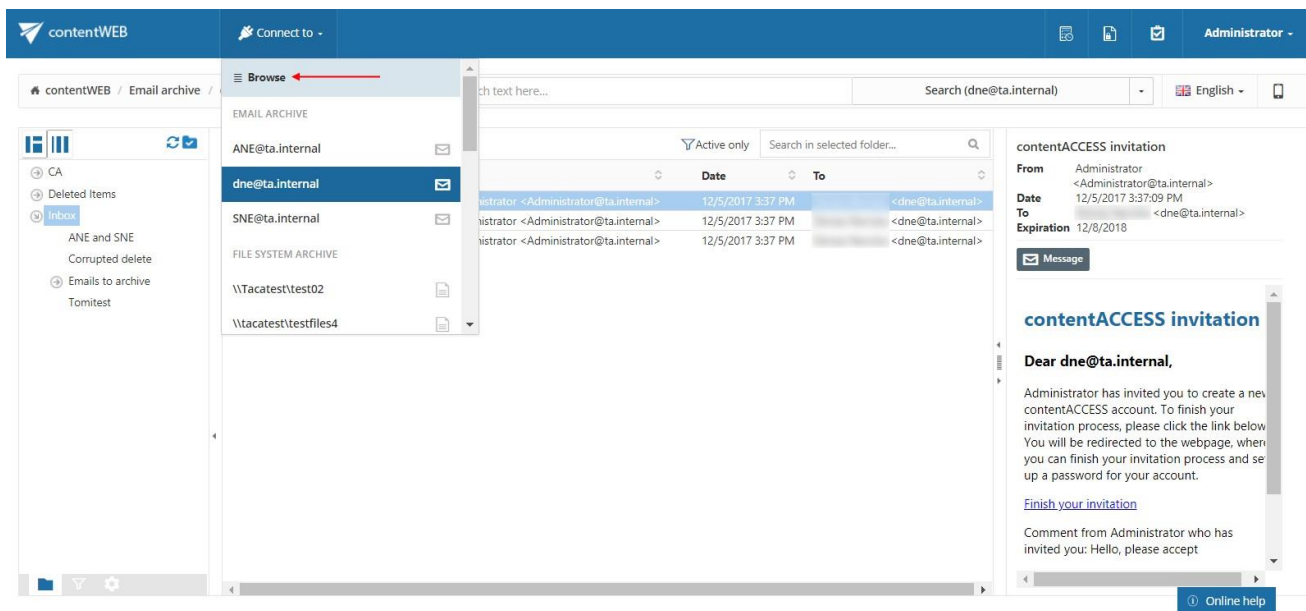 contentWEB
Connect to
Administrator
contentWEB / Email archive /
Browse
ch text here...
Search (dne@ta.internal)
English
EMAIL ARCHIVE
ANE@ta.internal
dne@ta.internal
SNE@ta.internal
FILE SYSTEM ARCHIVE
\\Tacatest\test02
\\tacatest\testfiles4
CA
Deleted Items
Inbox
ANE and SNE
Corrupted delete
Emails to archive
Tomitest
Active only
Search in selected folder...
Date
To
istrator <Administrator@ta.internal> 12/5/2017 3:37 PM <dne@ta.internal>
istrator <Administrator@ta.internal> 12/5/2017 3:37 PM <dne@ta.internal>
istrator <Administrator@ta.internal> 12/5/2017 3:37 PM <dne@ta.internal>
contentACCESS invitation
From Administrator
<Administrator@ta.internal>
Date 12/5/2017 3:37:09 PM
To <dne@ta.internal>
Expiration 12/8/2018
Message
contentACCESS invitation
Dear dne@ta.internal,
Administrator has invited you to create a new
contentACCESS account. To finish your
invitation process, please click the link below
You will be redirected to the webpage, where
you can finish your invitation process and se
up a password for your account.
Finish your invitation
Comment from Administrator who has
invited you: Hello, please accept
Online help